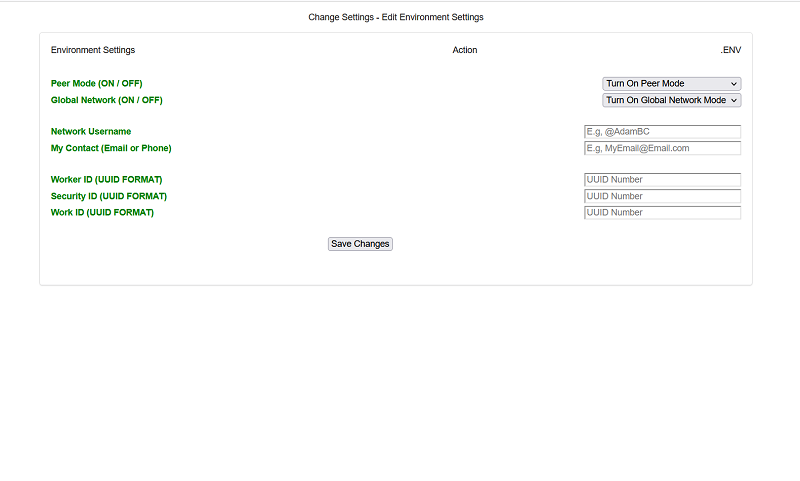 Change Settings - Edit Environment Settings
Environment Settings Action .ENV
Peer Mode (ON / OFF) Turn On Peer Mode
Global Network (ON / OFF) Turn On Global Network Mode
Network Username E.g, @AdamBC
My Contact (Email or Phone) E.g, MyEmail@Email.com
Worker ID (UUID FORMAT) UUID Number
Security ID (UUID FORMAT) UUID Number
Work ID (UUID FORMAT) UUID Number
Save Changes